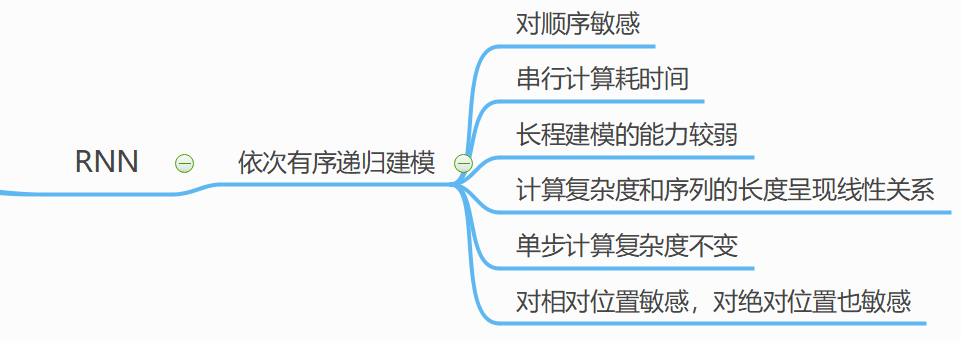 RNN
依次有序递归建模
对顺序敏感
串行计算耗时间
长程建模的能力较弱
计算复杂度和序列的长度呈现线性关系
单步计算复杂度不变
对相对位置敏感，对绝对位置也敏感